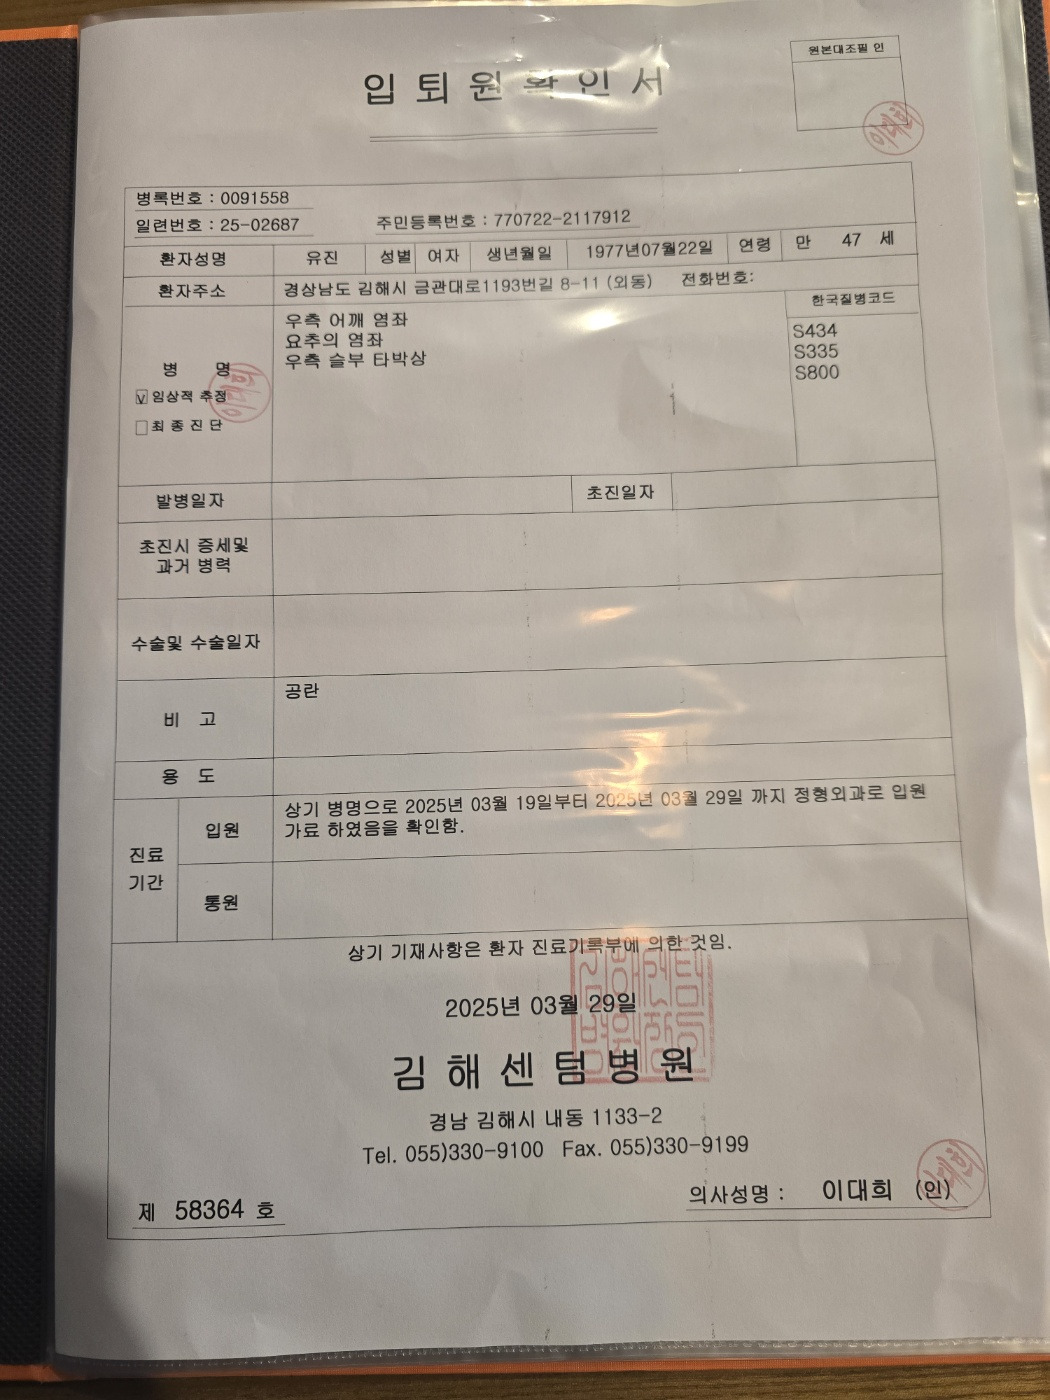 원본대조필 인
입퇴원확인서
이대희
병록번호 : 0091558
일련번호 : 25-02687 주민등록번호 : 770722-2117912
환자성명 유진 성별 여자 생년월일 1977년07월22일 연령 만 47 세
환자주소 경상남도 김해시 금관대로1193번길 8-11 (외동) 전화번호:
병 명 한국질병코드
우측 어깨 염좌 S434
요추의 염좌 S335
우측 슬부 타박상 S800
V 임상적 추정
이대희
최종진단
발병일자 초진일자
초진시 증세및
과거 병력
수술및 수술일자
비 고 공란
용 도
진료
기간
입원 상기 병명으로 2025년 03월 19일부터 2025년 03월 29일 까지 정형외과로 입원
가료 하였음을 확인함.
통원
상기 기재사항은 환자 진료기록부에 의한 것임.
2025년 03월 29일
김해센텀병원
경남 김해시 내동 1133-2
Tel. 055)330-9100 Fax. 055)330-9199
제 58364 호 의사성명 : 이대희 (인)
이대희